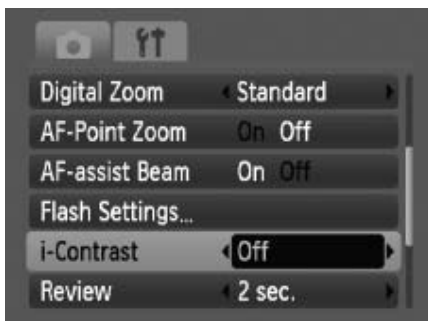 Digital Zoom Standard
AF-Point Zoom On Off
AF-assist Beam On Off
Flash Settings...
i-Contrast Off
Review 2 sec.